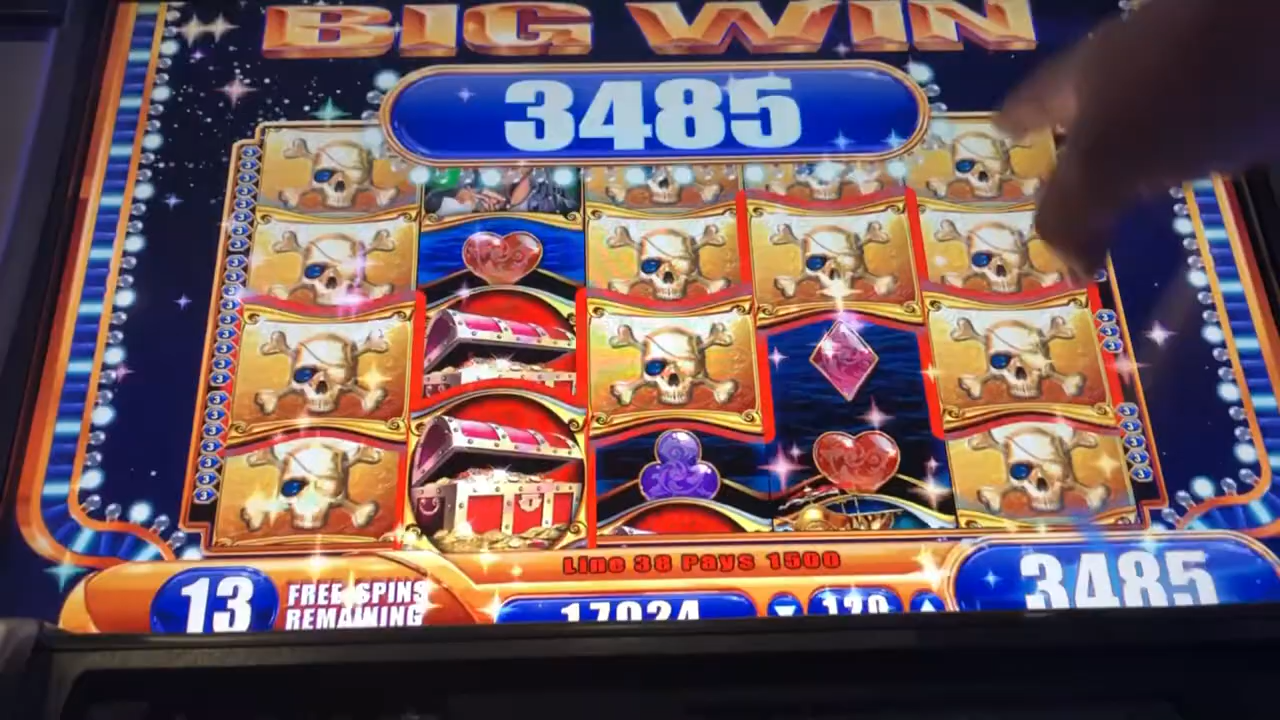 BIG WIN
3485
Line 38 Pays 1500
13
FREE SPINS
REMAINING
17024
120
3485